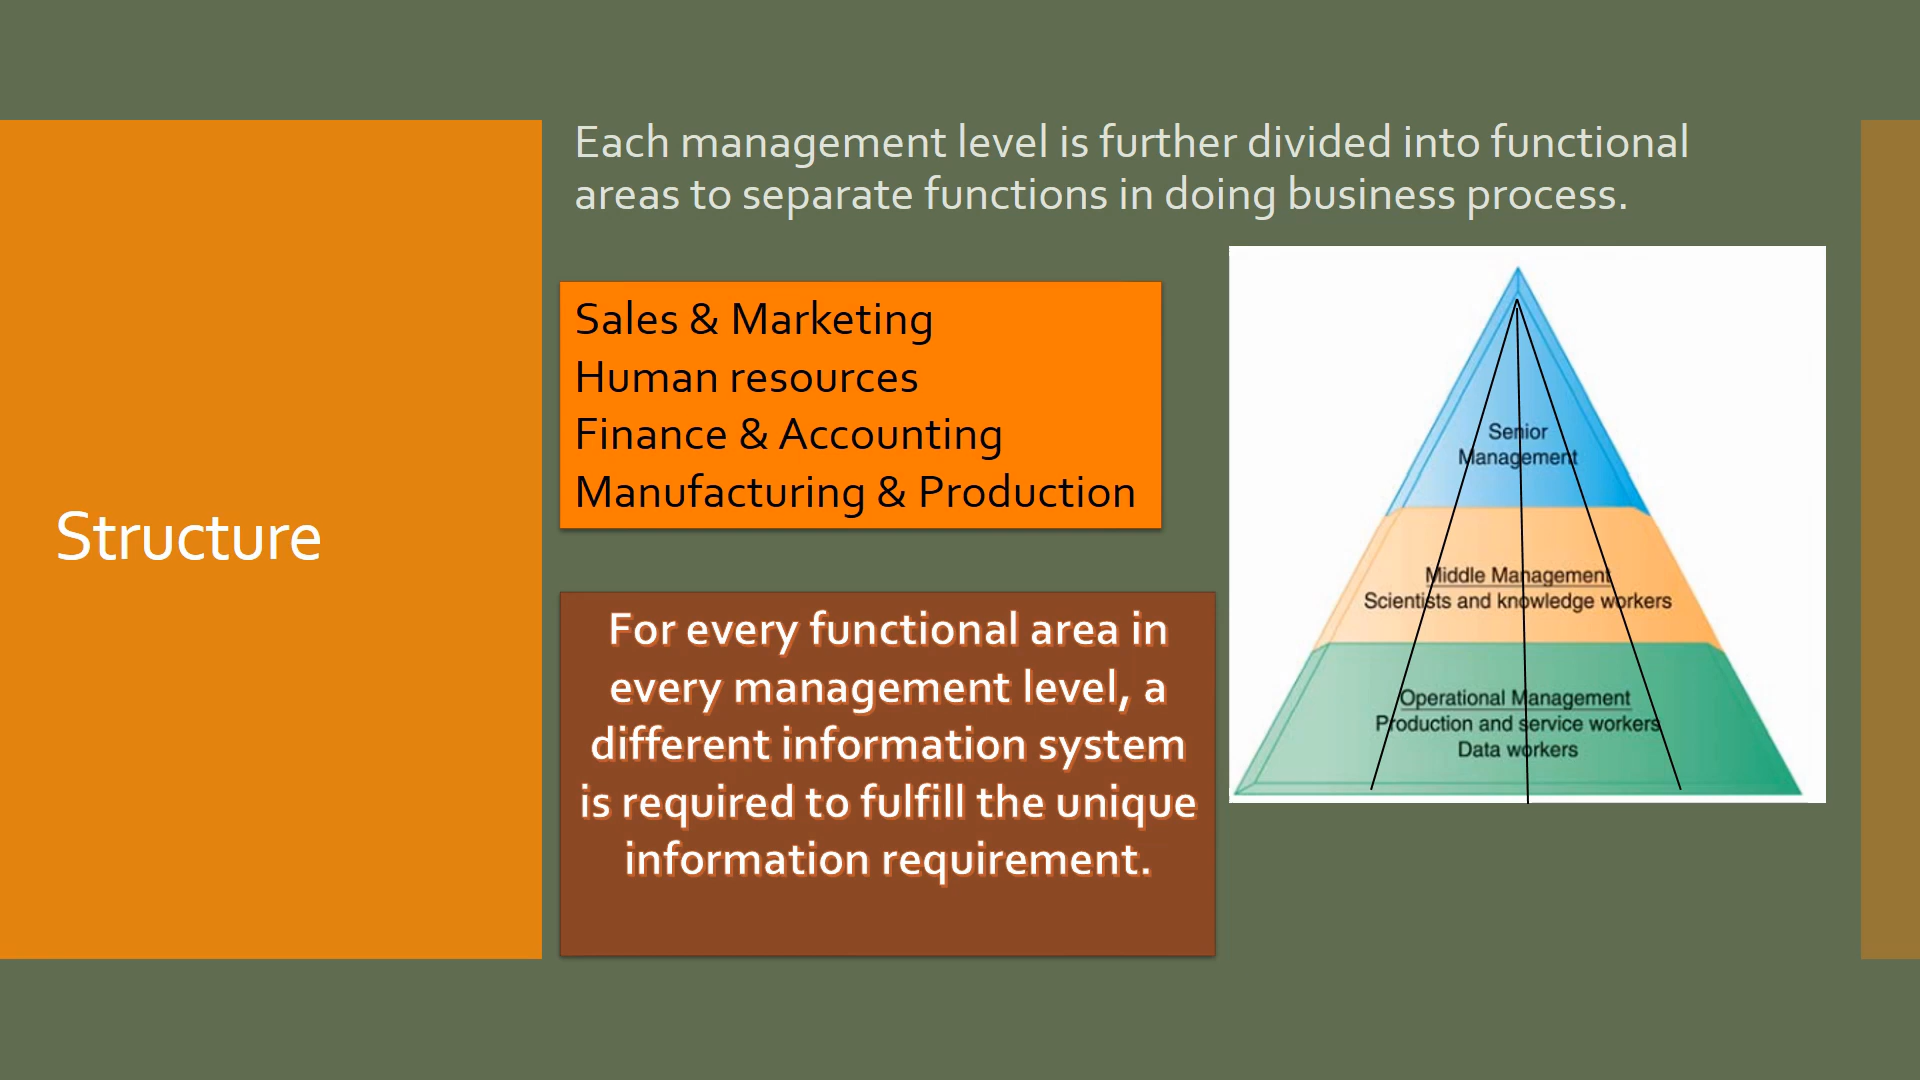 Structure
Each management level is further divided into functional
areas to separate functions in doing business process.
Sales & Marketing
Human resources
Finance & Accounting
Manufacturing & Production
For every functional area in
every management level, a
different information system
is required to fulfill the unique
information requirement.
Senior
Management
Middle Management
Scientists and knowledge workers
Operational Management
Production and service workers
Data workers